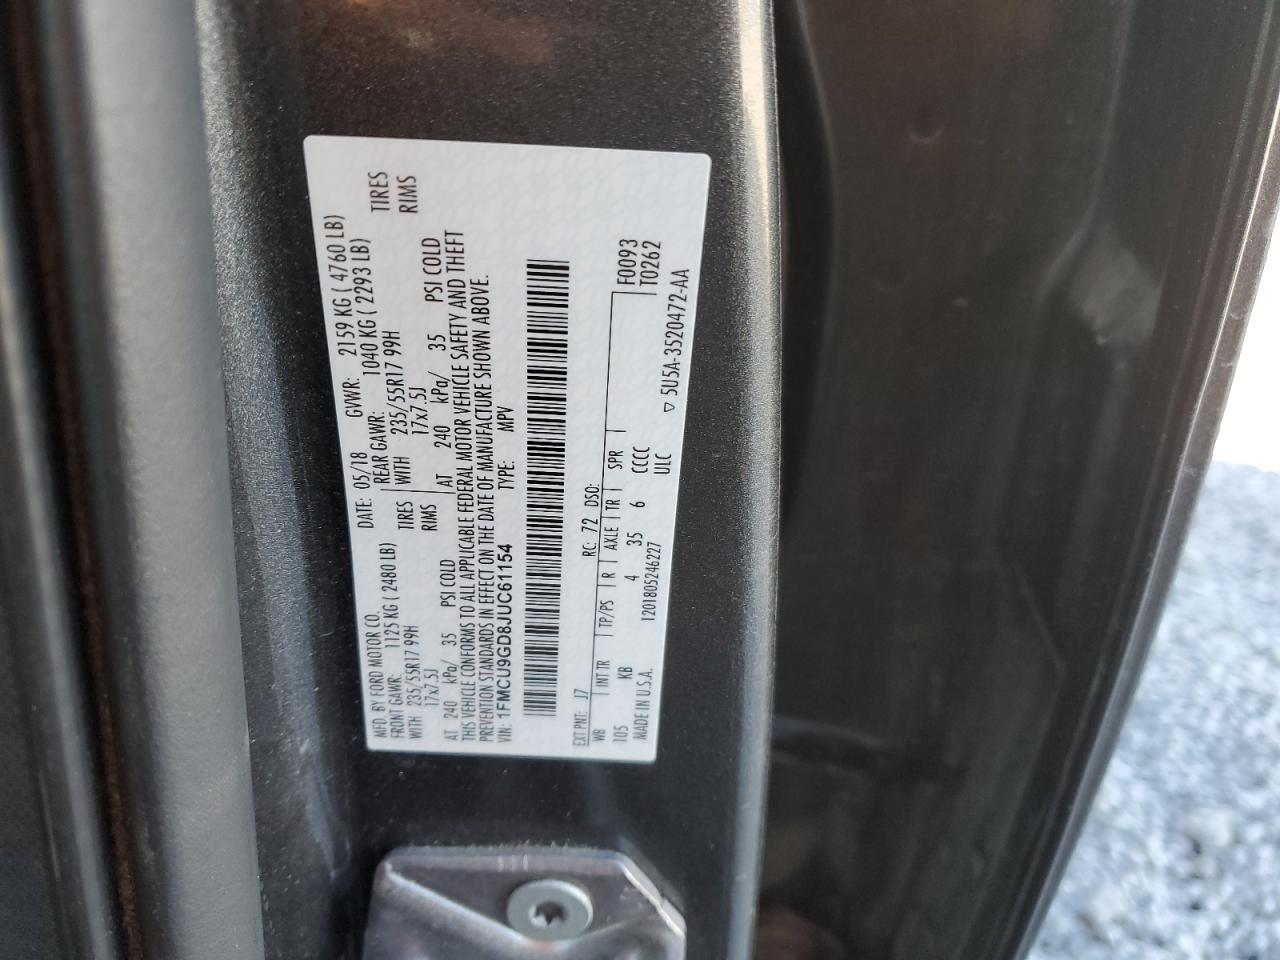 MFD. BY FORD MOTOR CO.
DATE: 05/18 GVWR: 2159 KG ( 4760 LB)
FRONT GAWR: 1125 KG ( 2480 LB) REAR GAWR: 1040 KG ( 2293 LB)
WITH 235/55R17 99H TIRES WITH 235/55R17 99H TIRES
17x7.5J RIMS 17x7.5J RIMS
AT 240 kPa/ 35 PSI COLD AT 240 kPa/ 35 PSI COLD
THIS VEHICLE CONFORMS TO ALL APPLICABLE FEDERAL MOTOR VEHICLE SAFETY AND THEFT
PREVENTION STANDARDS IN EFFECT ON THE DATE OF MANUFACTURE SHOWN ABOVE.
VIN: 1FMCU9GD8JUC61154 TYPE: MPV
EXT PNT: J7 RC: 72 DSO: F0093
WB INT TR TP/PS R AXLE TR SPR T0262
105 KB 4 35 6 CCCC
MADE IN U.S.A. 1201805246227 ULC ▽ 5U5A-3520472-AA